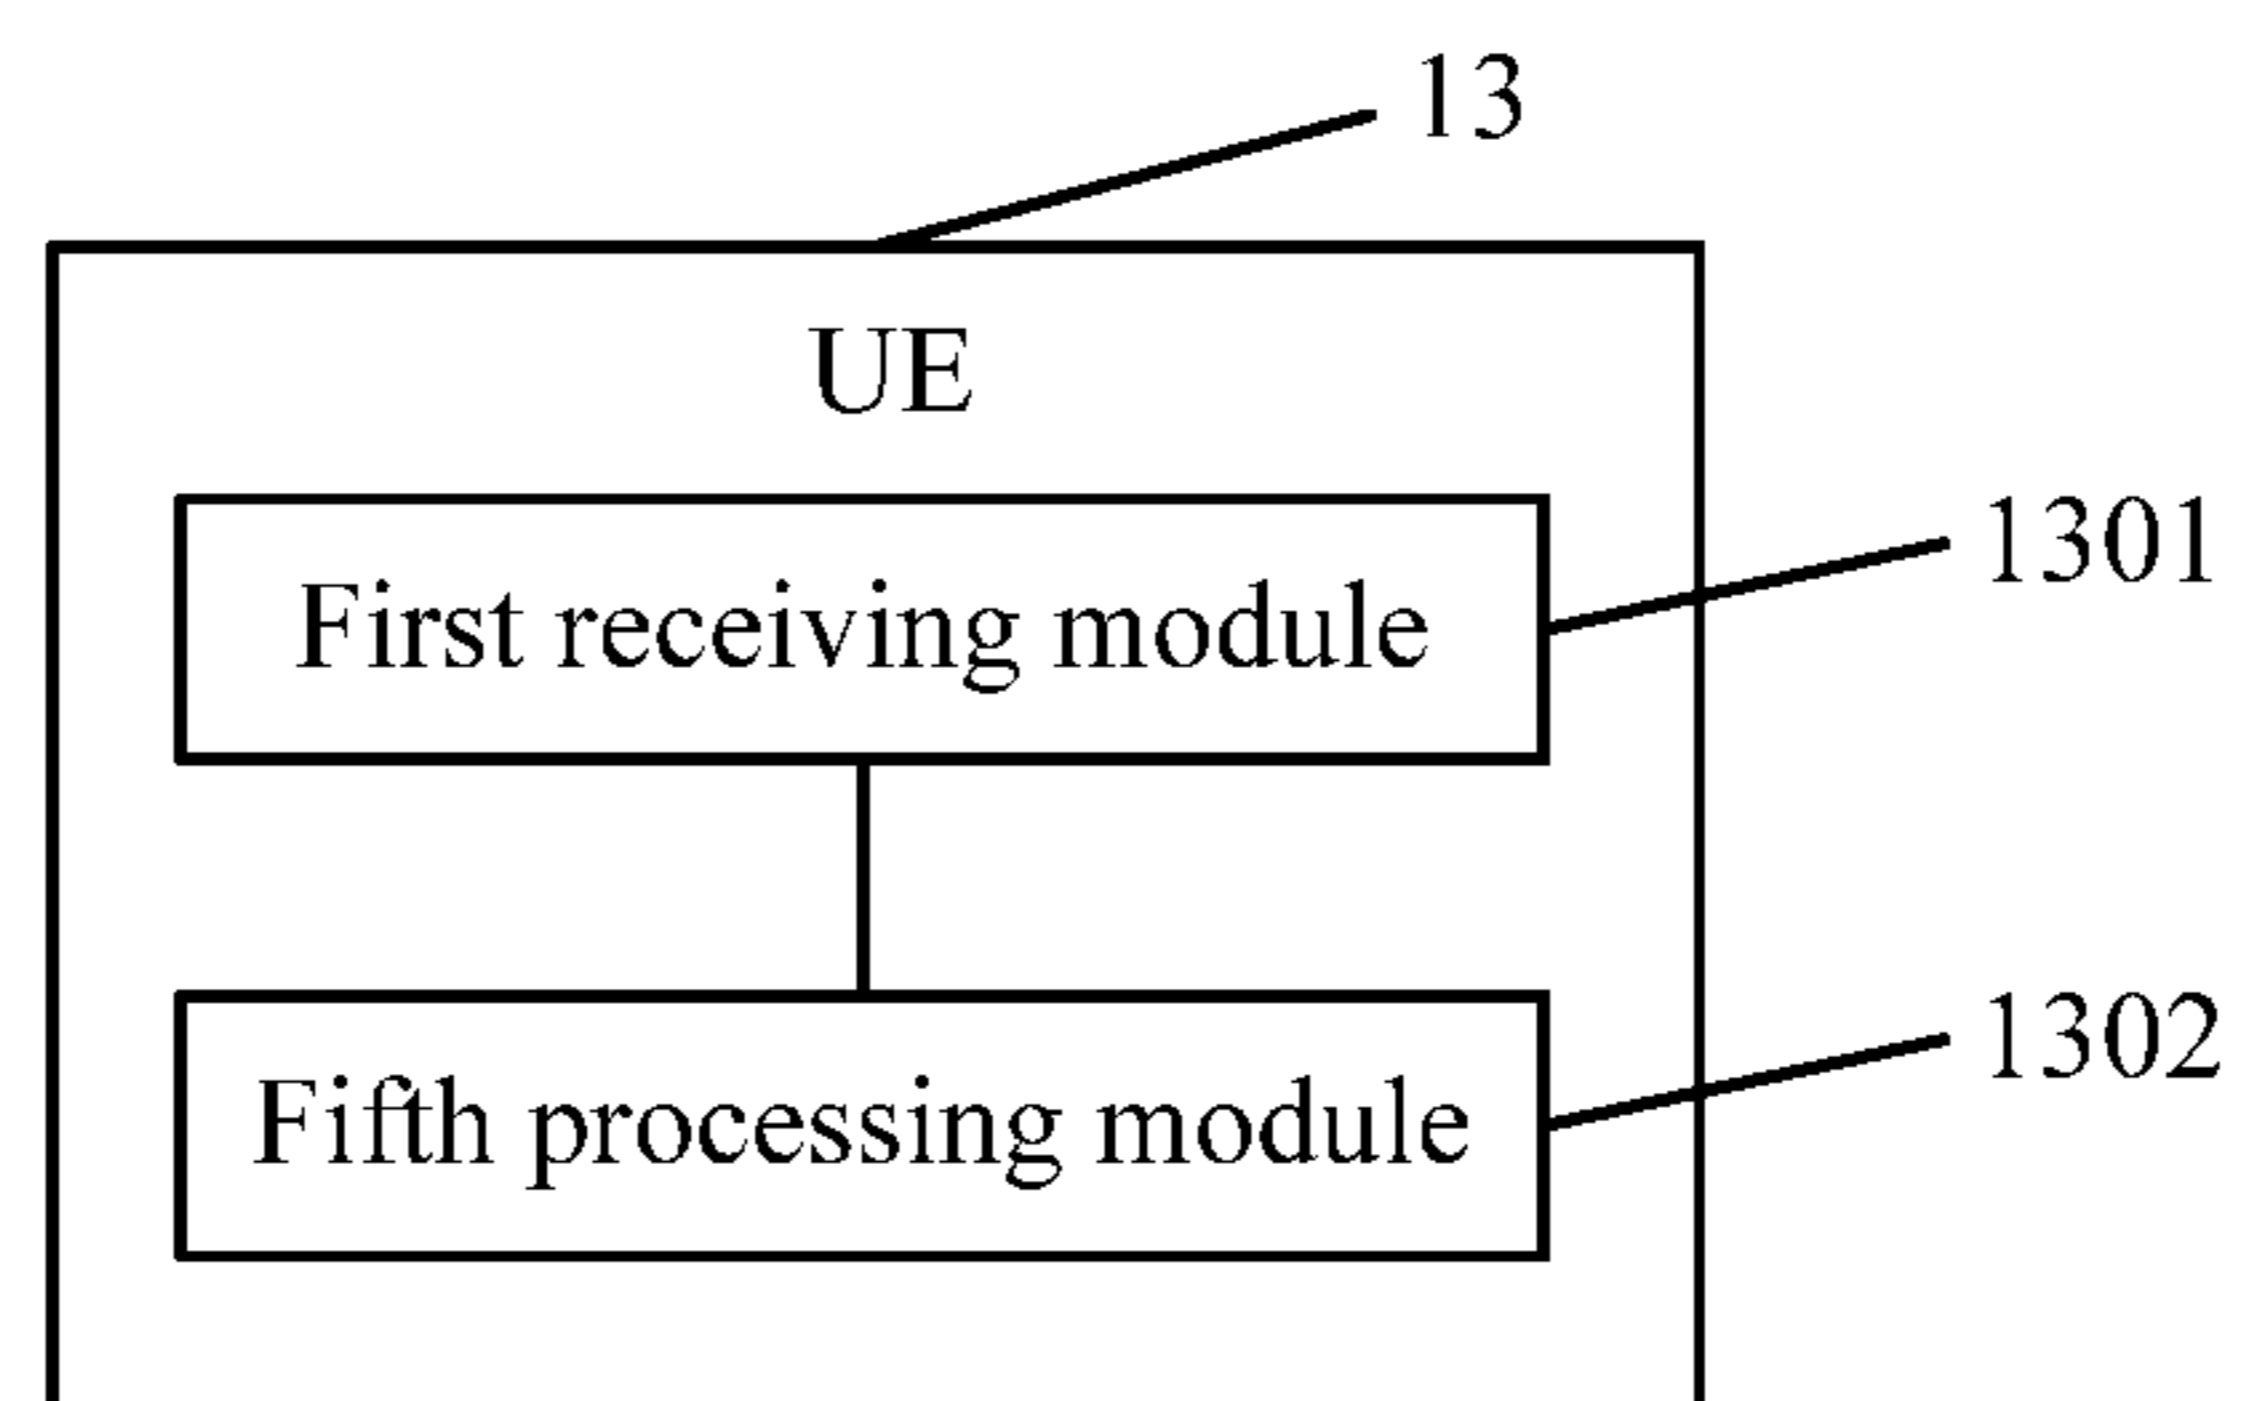 13
UE
First receiving module
1301
Fifth processing module
1302